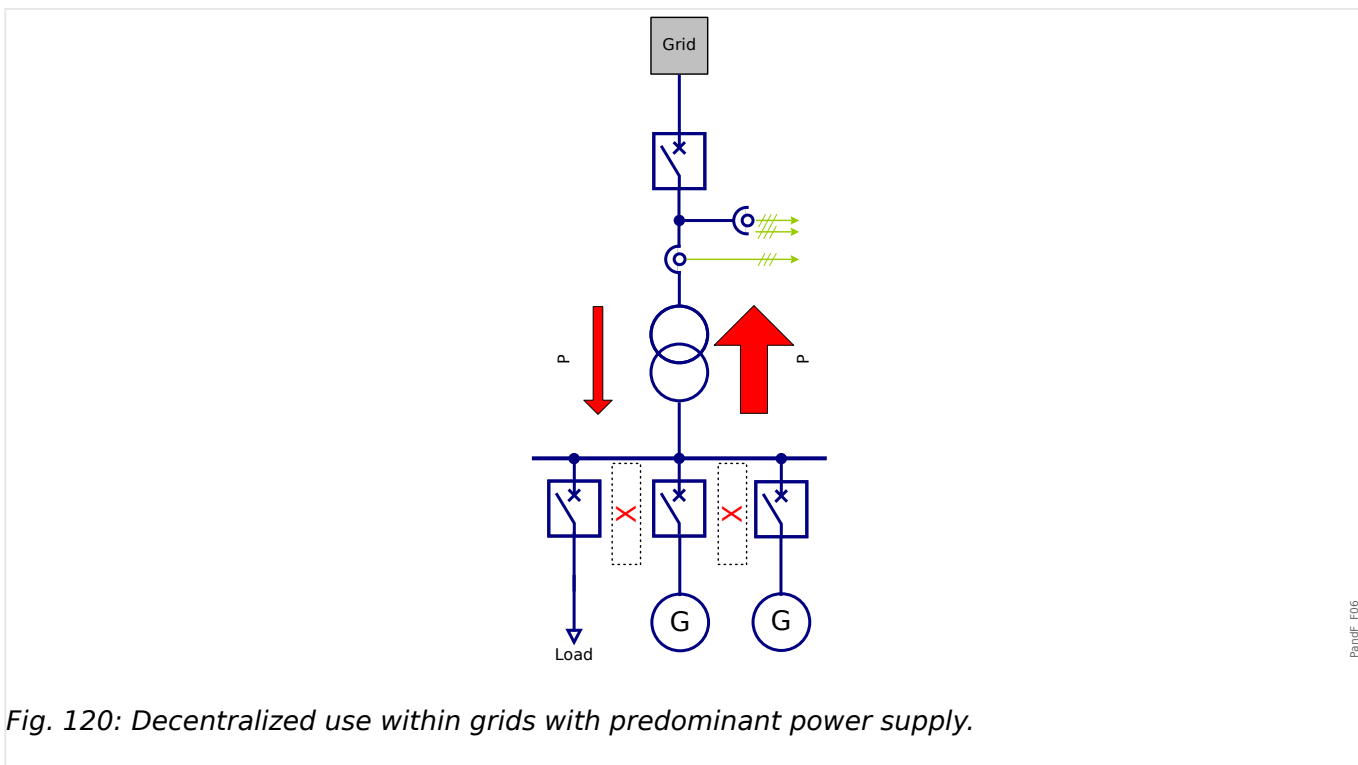 Grid
P
P
X
X
G
G
Load
PandF_F06
Fig. 120: Decentralized use within grids with predominant power supply.